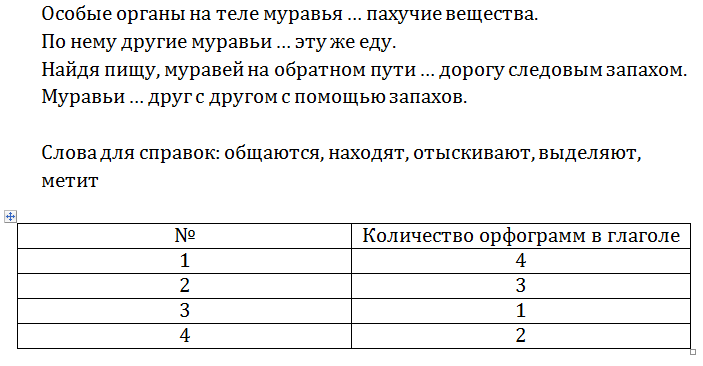 Особые органы на теле муравья ... пахучие вещества.
По нему другие муравьи ... эту же еду.
Найдя пищу, муравей на обратном пути ... дорогу следовым запахом.
Муравьи ... друг с другом с помощью запахов.
Слова для справок: общаются, находят, отыскивают, выделяют,
метит
№ Количество орфограмм в глаголе
1 4
2 3
3 1
4 2